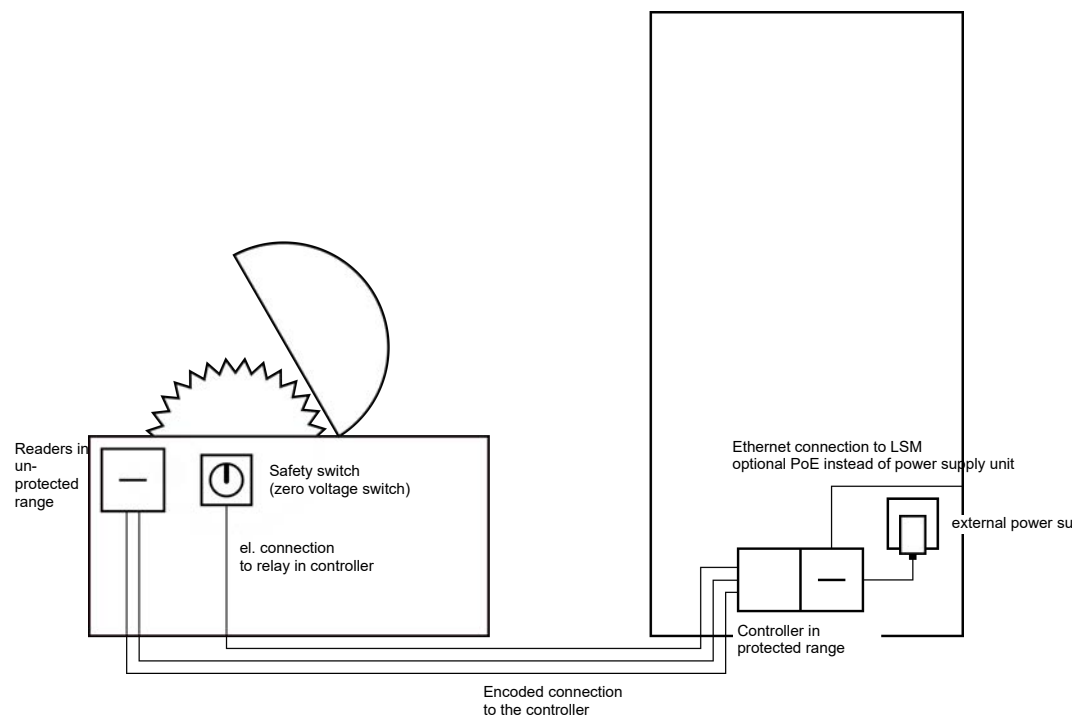 Ethernet connection to LSM
optional PoE instead of power supply unit
Readers in
un-
protected
range
Safety switch
(zero voltage switch)
external power su
el. connection
to relay in controller
Controller in
protected range
Encoded connection
to the controller